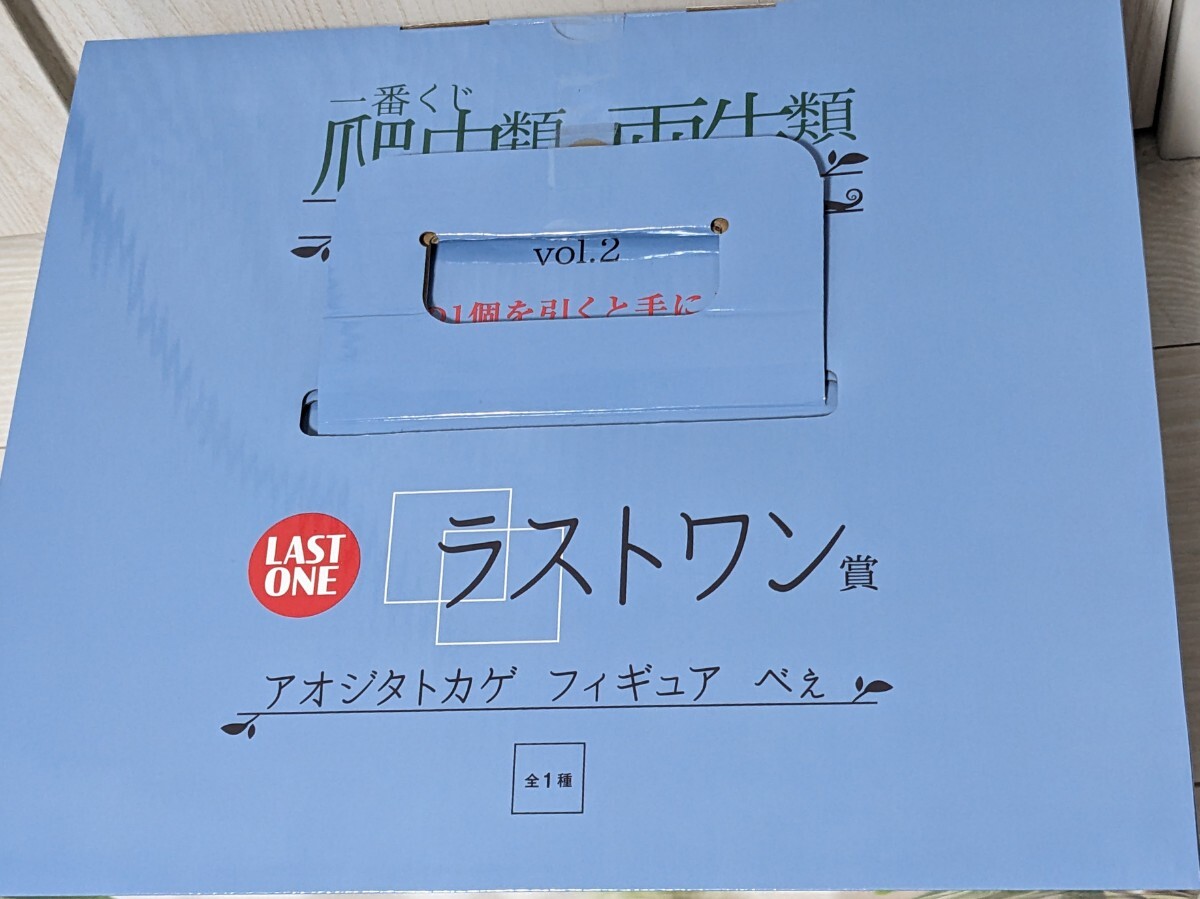 一番くじ
爬虫類 両生類
vol.2
1個を引くと手に
LAST
ONE
ラストワン賞
アオジタトカゲ フィギュア べぇ
全1種